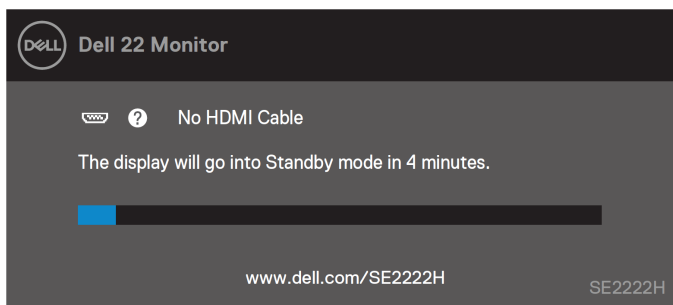 DELL Dell 22 Monitor
? No HDMI Cable
The display will go into Standby mode in 4 minutes.
www.dell.com/SE2222H
SE2222H